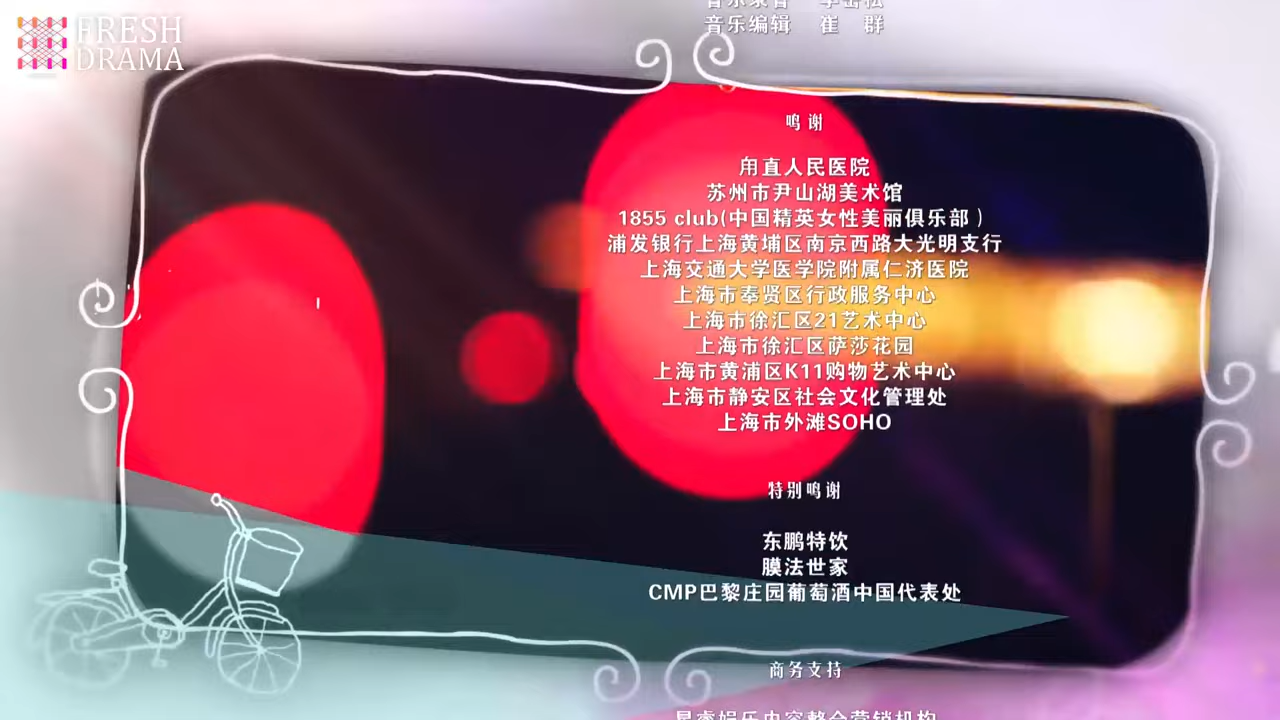 FRESH
DRAMA
音乐编辑 崔 群
鸣谢
甪直人民医院
苏州市尹山湖美术馆
1855 club(中国精英女性美丽俱乐部）
浦发银行上海黄埔区南京西路大光明支行
上海交通大学医学院附属仁济医院
上海市奉贤区行政服务中心
上海市徐汇区21艺术中心
上海市徐汇区萨莎花园
上海市黄浦区K11购物艺术中心
上海市静安区社会文化管理处
上海市外滩SOHO
特别鸣谢
东鹏特饮
膜法世家
CMP巴黎庄园葡萄酒中国代表处
商务支持